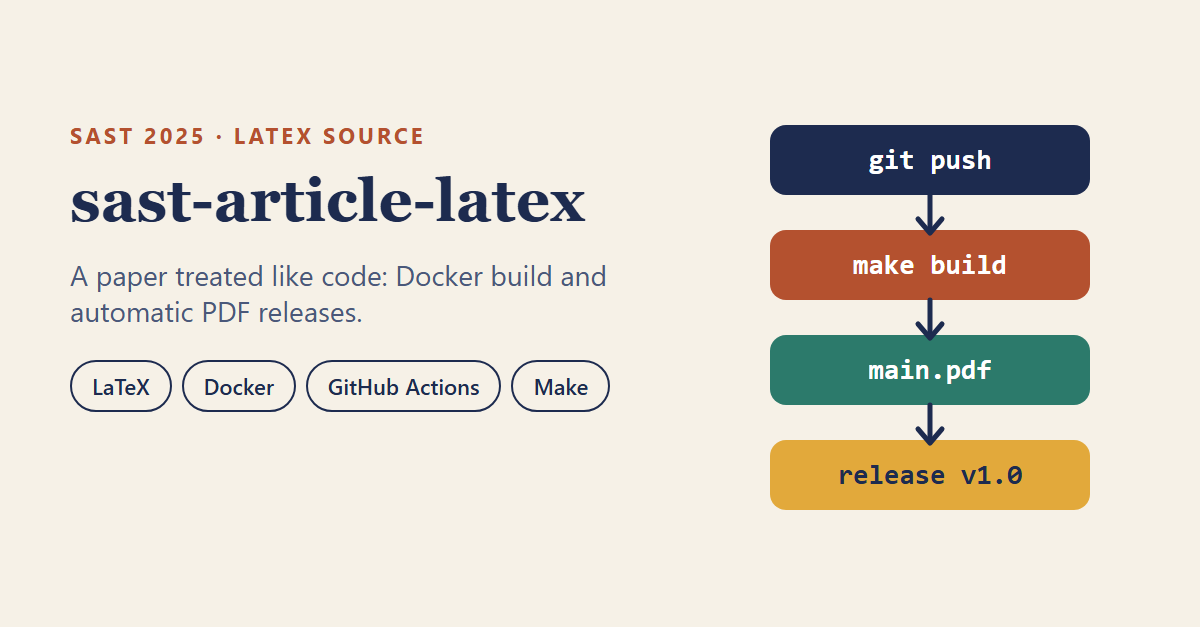 SAST 2025 · LATEX SOURCE
sast-article-latex
A paper treated like code: Docker build and
automatic PDF releases.
LaTeX
Docker
GitHub Actions
Make
git push
make build
main.pdf
release v1.0